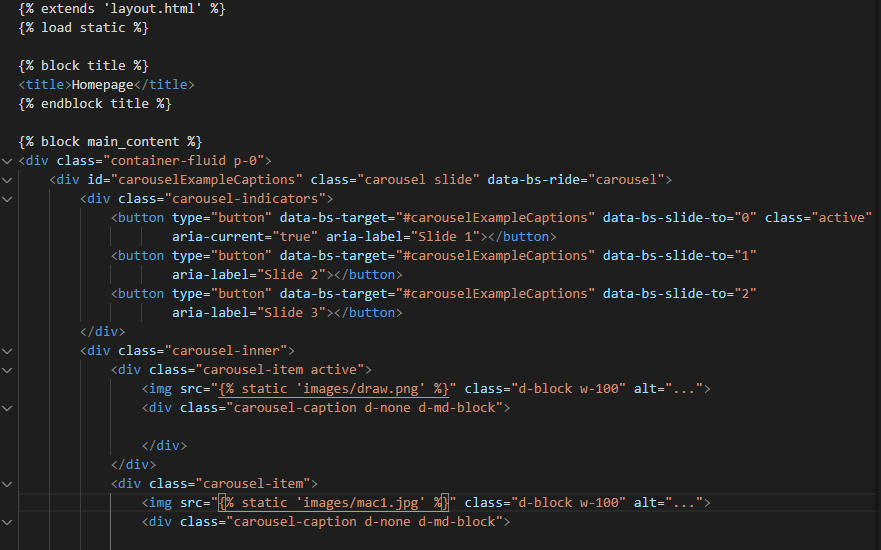 {% extends 'layout.html' %}
{% load static %}
{% block title %}
<title>Homepage</title>
{% endblock title %}
{% block main_content %}
<div class="container-fluid p-0">
<div id="carouselExampleCaptions" class="carousel slide" data-bs-ride="carousel">
<div class="carousel-indicators">
<button type="button" data-bs-target="#carouselExampleCaptions" data-bs-slide-to="0" class="active"
aria-current="true" aria-label="Slide 1"></button>
<button type="button" data-bs-target="#carouselExampleCaptions" data-bs-slide-to="1"
aria-label="Slide 2"></button>
<button type="button" data-bs-target="#carouselExampleCaptions" data-bs-slide-to="2"
aria-label="Slide 3"></button>
</div>
<div class="carousel-inner">
<div class="carousel-item active">
<img src="{% static 'images/draw.png' %}" class="d-block w-100" alt="...">
<div class="carousel-caption d-none d-md-block">
</div>
</div>
<div class="carousel-item">
<img src="{% static 'images/mac1.jpg' %}" class="d-block w-100" alt="...">
<div class="carousel-caption d-none d-md-block">